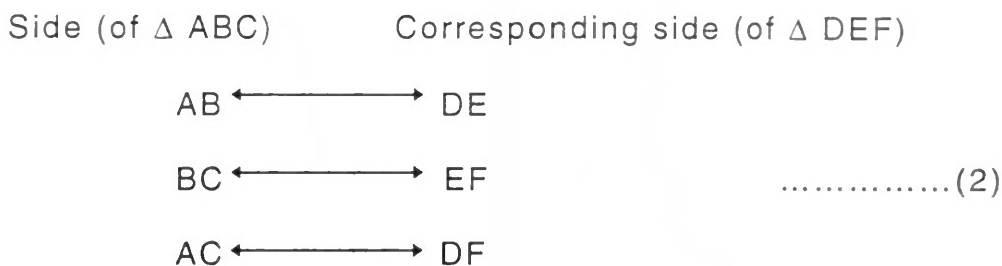 Side (of Δ ABC) Corresponding side (of Δ DEF)
AB ⟷ DE
BC ⟷ EF ...............(2)
AC ⟷ DF